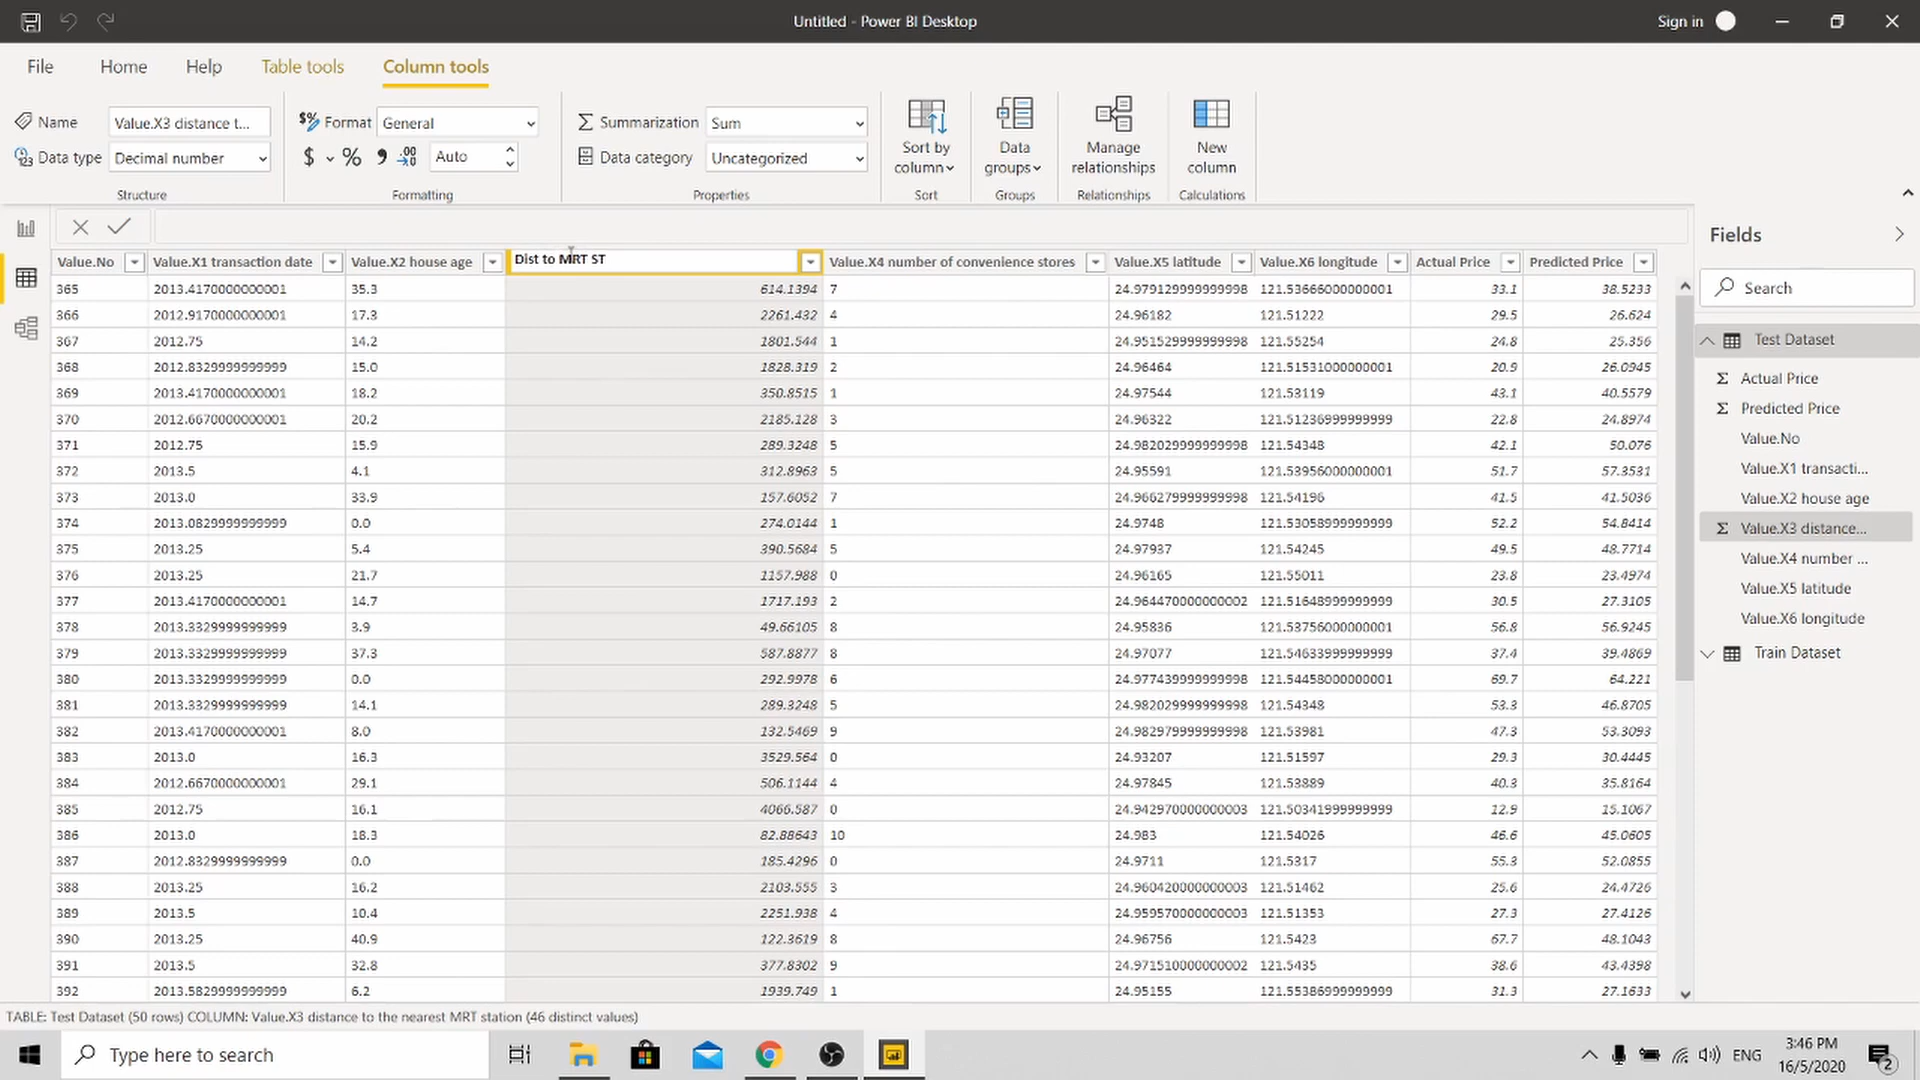 Untitled - Power BI Desktop
Sign in
File Home Help Table tools Column tools
Name Value.X3 distance t...
Data type Decimal number
Structure
Format General
$ % , .00 Auto
Formatting
Summarization Sum
Data category Uncategorized
Properties
Sort by column
Sort
Data groups
Groups
Manage relationships
Relationships
New column
Calculations
Value.No Value.X1 transaction date Value.X2 house age Dist to MRT ST Value.X4 number of convenience stores Value.X5 latitude Value.X6 longitude Actual Price Predicted Price
365 2013.4170000000001 35.3 614.1394 7 24.979129999999998 121.53666000000001 33.1 38.5233
366 2012.9170000000001 17.3 2261.432 4 24.96182 121.51222 29.5 26.624
367 2012.75 14.2 1801.544 1 24.951529999999998 121.55254 24.8 25.356
368 2012.8329999999999 15.0 1828.319 2 24.96464 121.51531000000001 20.9 26.0945
369 2013.4170000000001 18.2 350.8515 1 24.97544 121.53119 43.1 40.5579
370 2012.6670000000001 20.2 2185.128 3 24.96322 121.51236999999999 22.8 24.8974
371 2012.75 15.9 289.3248 5 24.982029999999998 121.54348 42.1 50.076
372 2013.5 4.1 312.8963 5 24.95591 121.53956000000001 51.7 57.3531
373 2013.0 33.9 157.6052 7 24.966279999999998 121.54196 41.5 41.5036
374 2013.0829999999999 0.0 274.0144 1 24.9748 121.53058999999999 52.2 54.8414
375 2013.25 5.4 390.5684 5 24.97937 121.54245 49.5 48.7714
376 2013.25 21.7 1157.988 0 24.96165 121.55011 23.8 23.4974
377 2013.4170000000001 14.7 1717.193 2 24.964470000000002 121.51648999999999 30.5 27.3105
378 2013.3329999999999 3.9 49.66105 8 24.95836 121.53756000000001 56.8 56.9245
379 2013.3329999999999 37.3 587.8877 8 24.97077 121.54633999999999 37.4 39.4869
380 2013.3329999999999 0.0 292.9978 6 24.977439999999998 121.54458000000001 69.7 64.221
381 2013.3329999999999 14.1 289.3248 5 24.982029999999998 121.54348 53.3 46.8705
382 2013.4170000000001 8.0 132.5469 9 24.982979999999998 121.53981 47.3 53.3093
383 2013.0 16.3 3529.564 0 24.93207 121.51597 29.3 30.4445
384 2012.6670000000001 29.1 506.1144 4 24.97845 121.53889 40.3 35.8164
385 2012.75 16.1 4066.587 0 24.942970000000003 121.50341999999999 12.9 15.1067
386 2013.0 18.3 82.88643 10 24.983 121.54026 46.6 45.0605
387 2012.8329999999999 0.0 185.4296 0 24.9711 121.5317 55.3 52.0855
388 2013.25 16.2 2103.555 3 24.960420000000003 121.51462 25.6 24.4726
389 2013.5 10.4 2251.938 4 24.959570000000003 121.51353 27.3 27.4126
390 2013.25 40.9 122.3619 8 24.96756 121.5423 67.7 48.1043
391 2013.5 32.8 377.8302 9 24.971510000000002 121.5435 38.6 43.4398
392 2013.5829999999999 6.2 1939.749 1 24.95155 121.55386999999999 31.3 27.1633
Fields
Search
Test Dataset
Actual Price
Predicted Price
Value.No
Value.X1 transacti...
Value.X2 house age
Value.X3 distance...
Value.X4 number ...
Value.X5 latitude
Value.X6 longitude
Train Dataset
TABLE: Test Dataset (50 rows) COLUMN: Value.X3 distance to the nearest MRT station (46 distinct values)
Type here to search
ENG
3:46 PM
16/5/2020
2